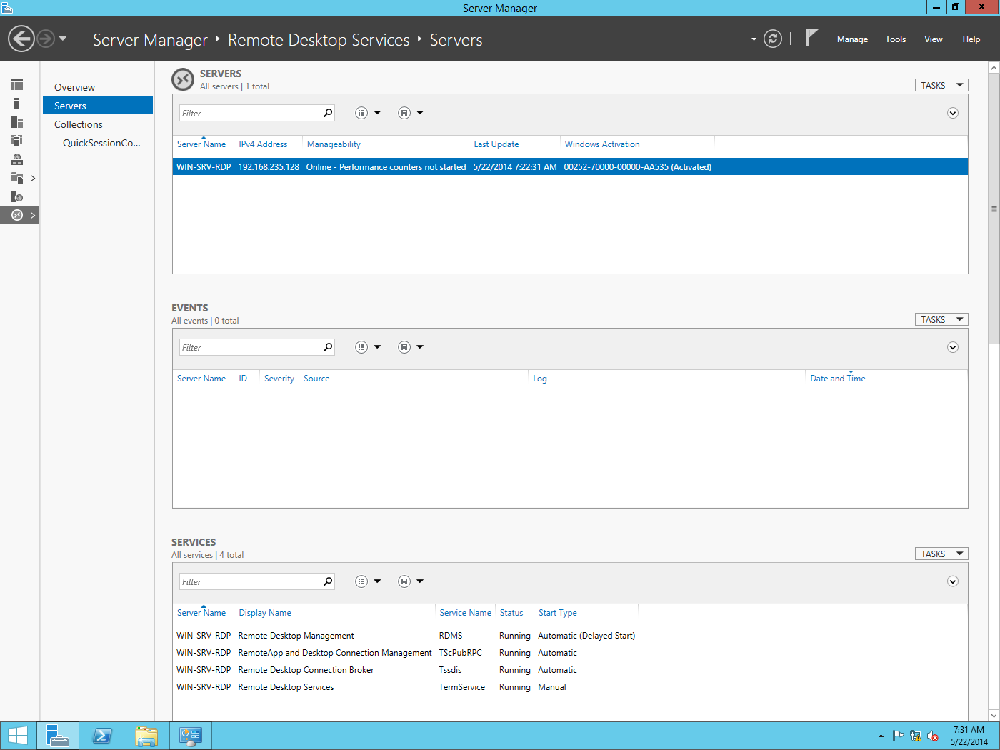 Server Manager
Server Manager ‣ Remote Desktop Services ‣ Servers
Manage Tools View Help
Overview
Servers
Collections
QuickSessionCo...
SERVERS
All servers | 1 total
TASKS
Filter
Server Name IPv4 Address Manageability Last Update Windows Activation
WIN-SRV-RDP 192.168.235.128 Online - Performance counters not started 5/22/2014 7:22:31 AM 00252-70000-00000-AA535 (Activated)
EVENTS
All events | 0 total
TASKS
Filter
Server Name ID Severity Source Log Date and Time
SERVICES
All services | 4 total
TASKS
Filter
Server Name Display Name Service Name Status Start Type
WIN-SRV-RDP Remote Desktop Management RDMS Running Automatic (Delayed Start)
WIN-SRV-RDP RemoteApp and Desktop Connection Management TScPubRPC Running Automatic
WIN-SRV-RDP Remote Desktop Connection Broker Tssdis Running Automatic
WIN-SRV-RDP Remote Desktop Services TermService Running Manual
7:31 AM
5/22/2014